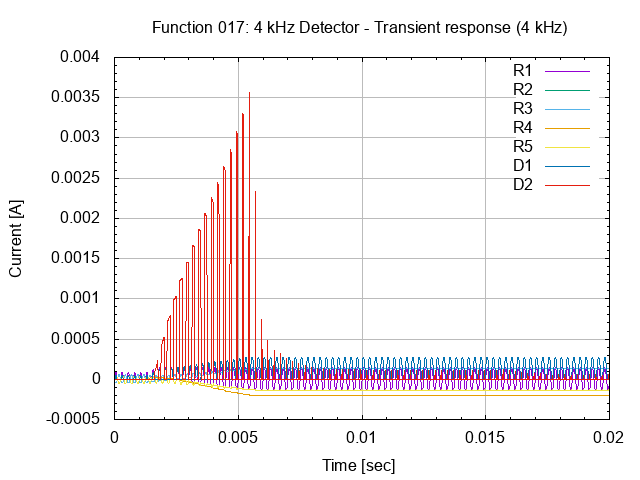 Function 017: 4 kHz Detector - Transient response (4 kHz)
0.004
0.0035
0.003
0.0025
0.002
0.0015
0.001
0.0005
0
-0.0005
Current [A]
R1
R2
R3
R4
R5
D1
D2
0
0.005
0.01
0.015
0.02
Time [sec]